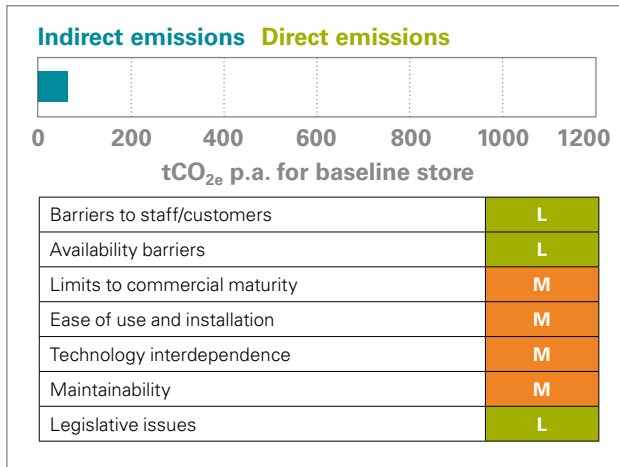 Indirect emissions Direct emissions
0 200 400 600 800 1000 1200
tCO2e p.a. for baseline store
Barriers to staff/customers L
Availability barriers L
Limits to commercial maturity M
Ease of use and installation M
Technology interdependence M
Maintainability M
Legislative issues L